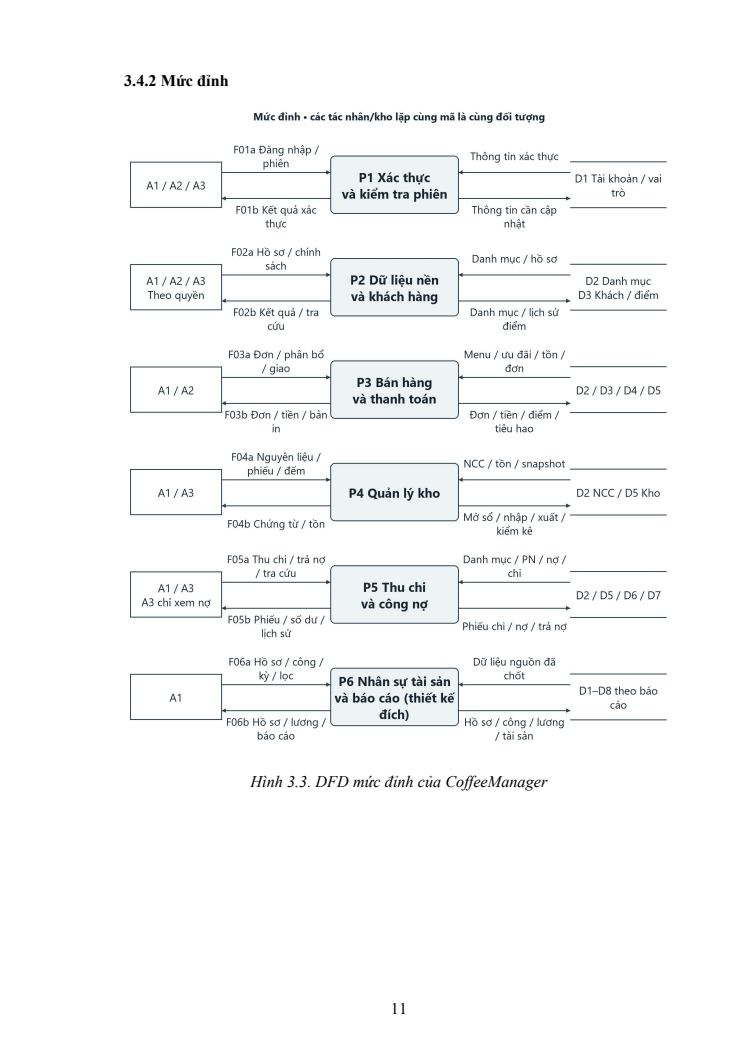 3.4.2 Mức đỉnh
Mức đỉnh • các tác nhân/kho lặp cùng mã là cùng đối tượng
F01a Đăng nhập /
phiên
A1 / A2 / A3
F01b Kết quả xác
thực
P1 Xác thực
và kiểm tra phiên
Thông tin xác thực
Thông tin cần cập
nhật
D1 Tài khoản / vai
trò
F02a Hồ sơ / chính
sách
A1 / A2 / A3
Theo quyền
F02b Kết quả / tra
cứu
P2 Dữ liệu nền
và khách hàng
Danh mục / hồ sơ
Danh mục / lịch sử
điểm
D2 Danh mục
D3 Khách / điểm
F03a Đơn / phân bổ
/ giao
A1 / A2
F03b Đơn / tiền / bản
in
P3 Bán hàng
và thanh toán
Menu / ưu đãi / tồn /
đơn
Đơn / tiền / điểm /
tiêu hao
D2 / D3 / D4 / D5
F04a Nguyên liệu /
phiếu / đếm
A1 / A3
F04b Chứng từ / tồn
P4 Quản lý kho
NCC / tồn / snapshot
Mở sổ / nhập / xuất /
kiểm kê
D2 NCC / D5 Kho
F05a Thu chi / trả nợ
/ tra cứu
A1 / A3
A3 chỉ xem nợ
F05b Phiếu / số dư /
lịch sử
P5 Thu chi
và công nợ
Danh mục / PN / nợ /
chi
Phiếu chi / nợ / trả nợ
D2 / D5 / D6 / D7
F06a Hồ sơ / công /
kỳ / lọc
A1
F06b Hồ sơ / lương /
báo cáo
P6 Nhân sự tài sản
và báo cáo (thiết kế
đích)
Dữ liệu nguồn đã
chốt
Hồ sơ / công / lương
/ tài sản
D1–D8 theo báo
cáo
Hình 3.3. DFD mức đỉnh của CoffeeManager
11